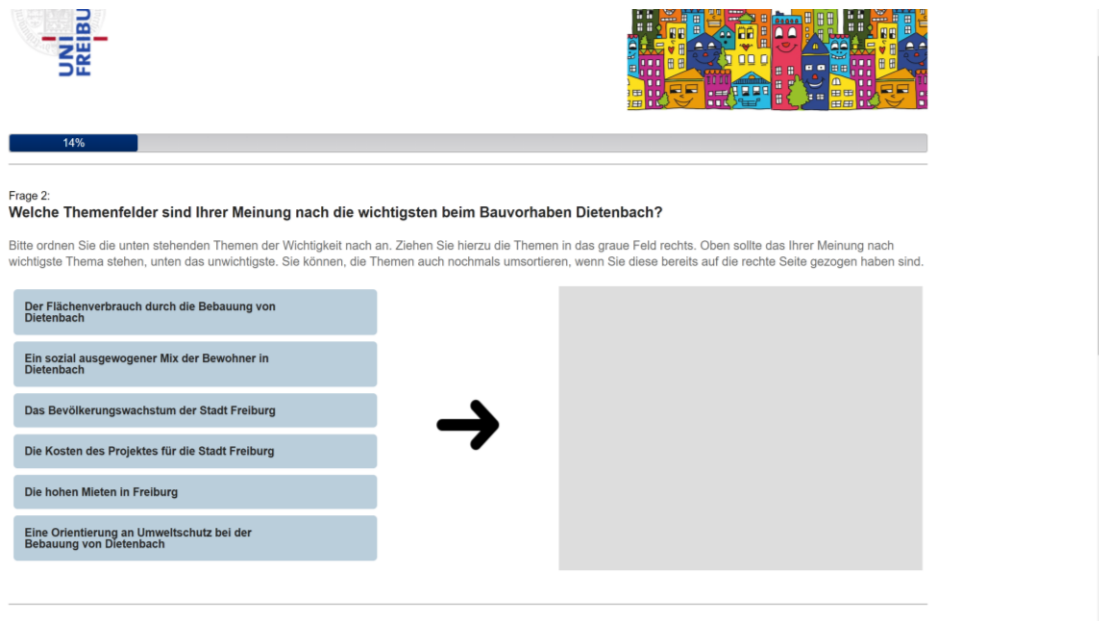 UNI
FREIBU
14%
Frage 2:
Welche Themenfelder sind Ihrer Meinung nach die wichtigsten beim Bauvorhaben Dietenbach?
Bitte ordnen Sie die unten stehenden Themen der Wichtigkeit nach an. Ziehen Sie hierzu die Themen in das graue Feld rechts. Oben sollte das Ihrer Meinung nach
wichtigste Thema stehen, unten das unwichtigste. Sie können, die Themen auch nochmals umsortieren, wenn Sie diese bereits auf die rechte Seite gezogen haben sind.
Der Flächenverbrauch durch die Bebauung von
Dietenbach
Ein sozial ausgewogener Mix der Bewohner in
Dietenbach
Das Bevölkerungswachstum der Stadt Freiburg
Die Kosten des Projektes für die Stadt Freiburg
Die hohen Mieten in Freiburg
Eine Orientierung an Umweltschutz bei der
Bebauung von Dietenbach